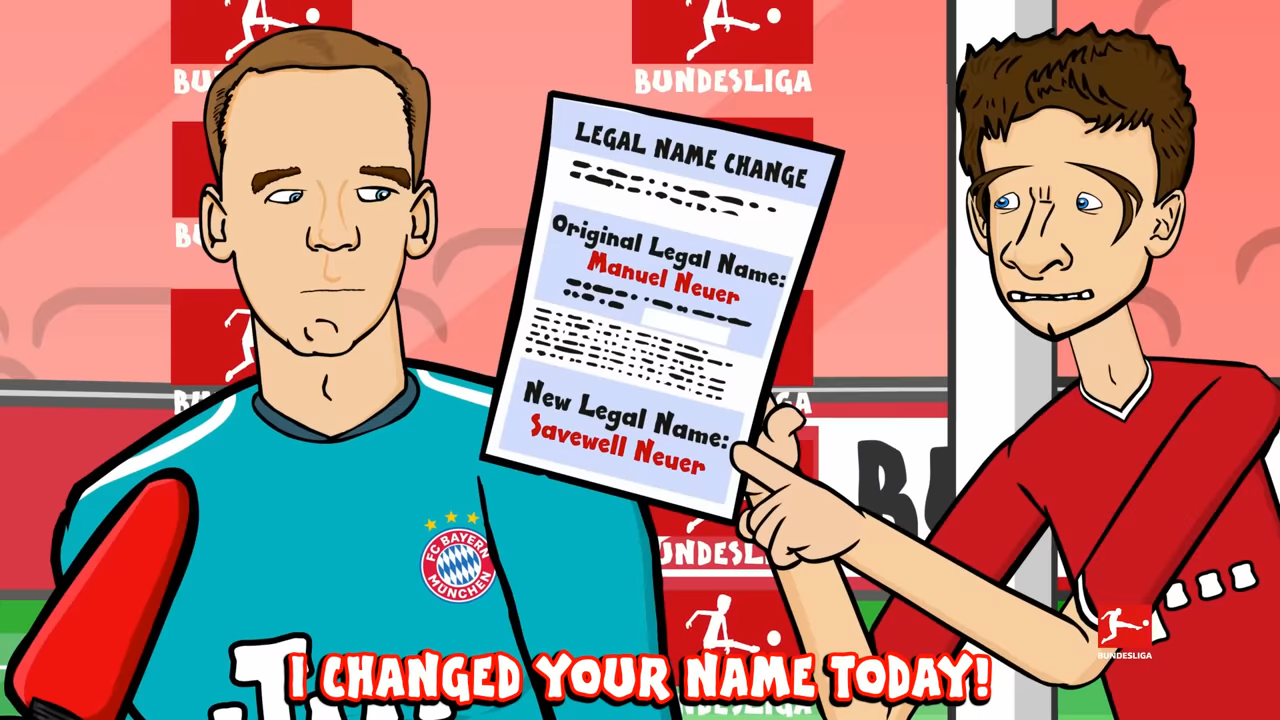 BUNDESLIGA
BUNDESLIGA
LEGAL NAME CHANGE
Original Legal Name:
Manuel Neuer
New Legal Name:
Savewell Neuer
FC BAYERN
MÜNCHEN
BUNDESLIGA
I CHANGED YOUR NAME TODAY!